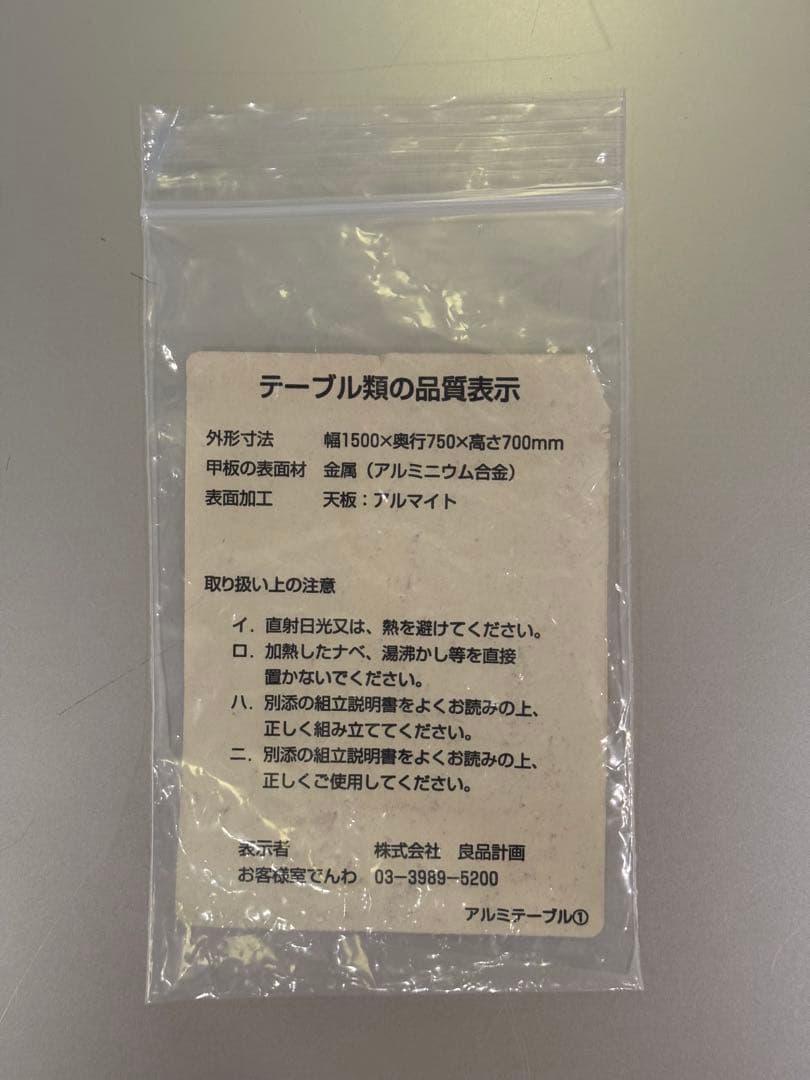 テーブル類の品質表示
外形寸法 幅1500×奥行750×高さ700mm
甲板の表面材 金属（アルミニウム合金）
表面加工 天板：アルマイト
取り扱い上の注意
イ．直射日光又は、熱を避けてください。
ロ．加熱したナベ、湯沸かし等を直接
置かないでください。
ハ．別添の組立説明書をよくお読みの上、
正しく組み立ててください。
ニ．別添の組立説明書をよくお読みの上、
正しくご使用してください。
表示者 株式会社 良品計画
お客様室でんわ 03-3989-5200
アルミテーブル①